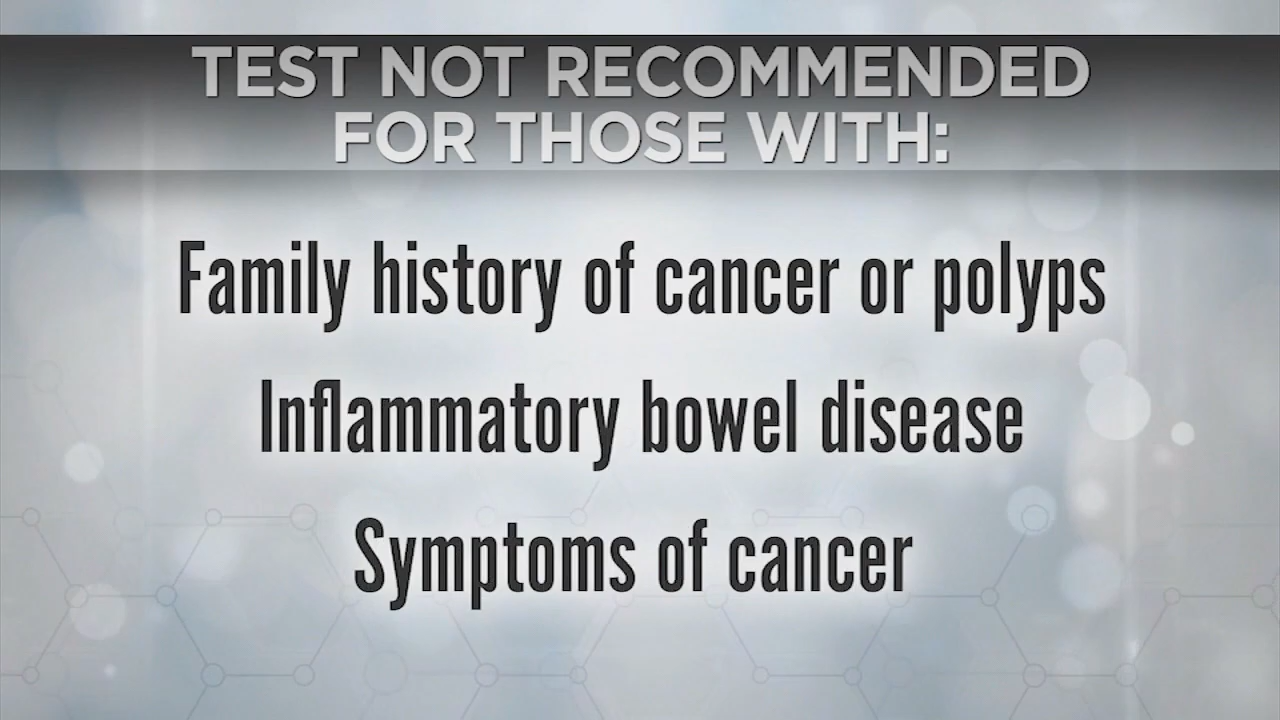 TEST NOT RECOMMENDED
FOR THOSE WITH:
Family history of cancer or polyps
Inflammatory bowel disease
Symptoms of cancer